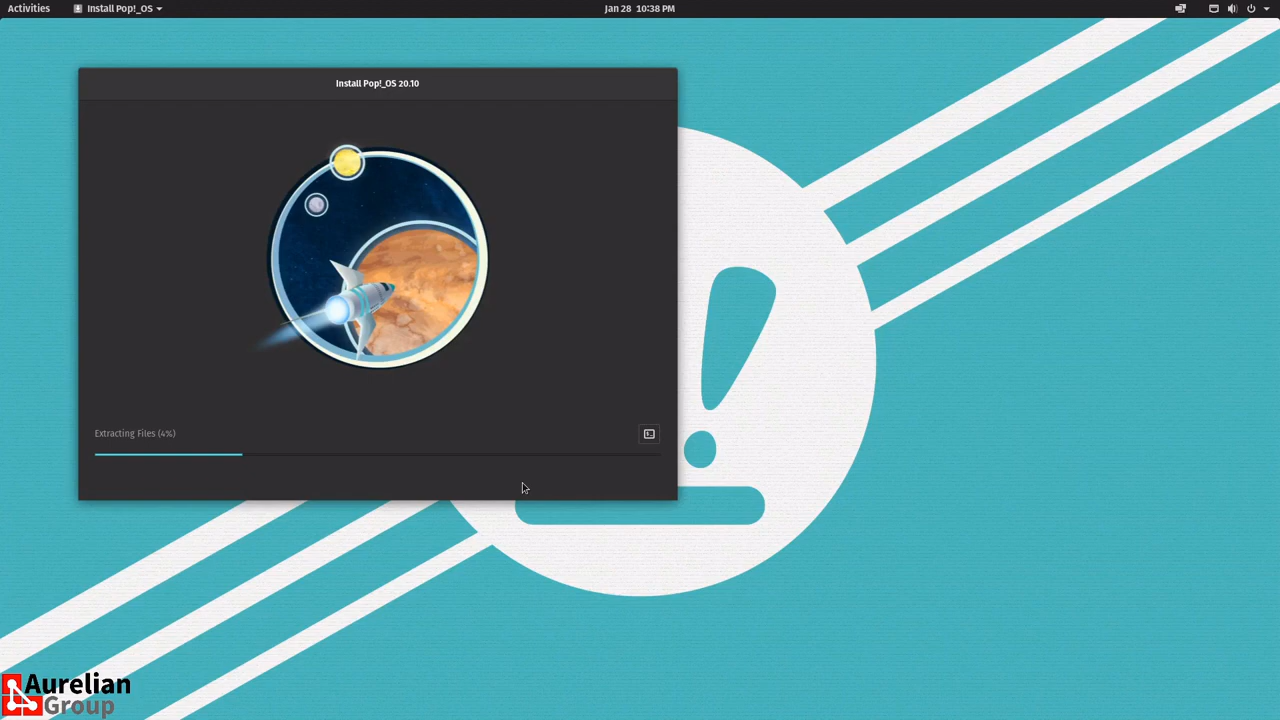 Activities
Install Pop!_OS
Jan 28 10:38 PM
Install Pop!_OS 20.10
Extracting Files (4%)
Aurelian
Group